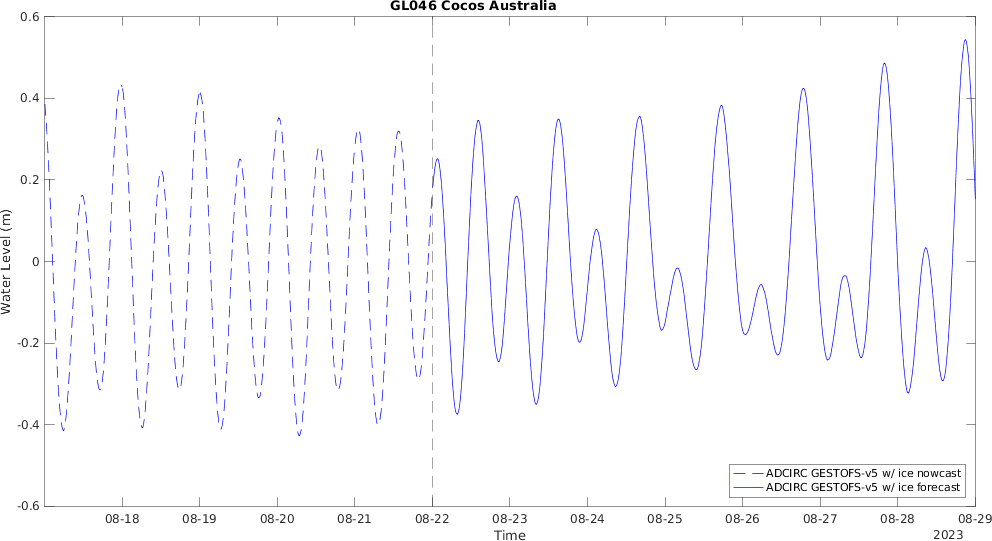 GL046 Cocos Australia
0.6
0.4
0.2
0
-0.2
-0.4
-0.6
Water Level (m)
08-18 08-19 08-20 08-21 08-22 08-23 08-24 08-25 08-26 08-27 08-28 08-29
Time
2023
ADCIRC GESTOFS-v5 w/ ice nowcast
ADCIRC GESTOFS-v5 w/ ice forecast